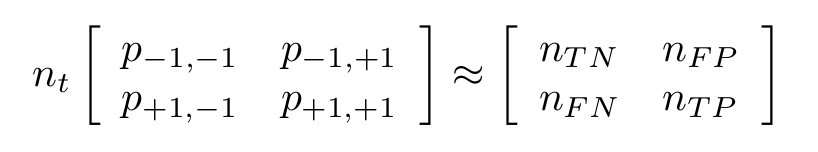 n_t [ p_{-1,-1} p_{-1,+1} ; p_{+1,-1} p_{+1,+1} ] ≈ [ n_{TN} n_{FP} ; n_{FN} n_{TP} ]